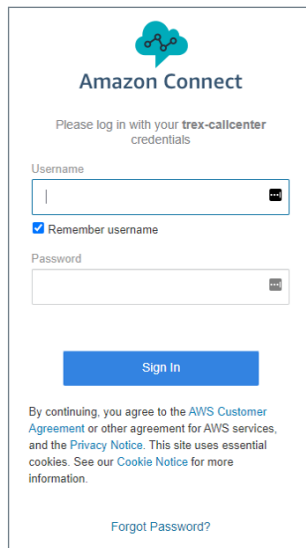 Amazon Connect
Please log in with your trex-callcenter
credentials
Username
Remember username
Password
Sign In
By continuing, you agree to the AWS Customer
Agreement or other agreement for AWS services,
and the Privacy Notice. This site uses essential
cookies. See our Cookie Notice for more
information.
Forgot Password?